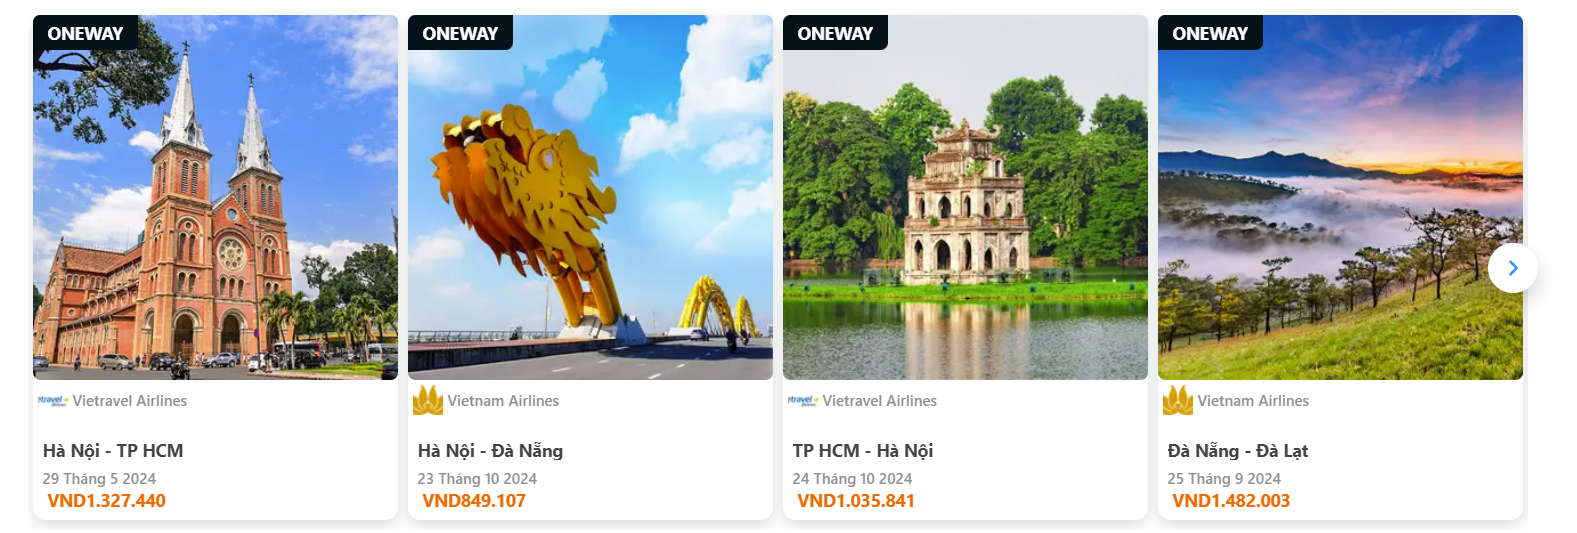 ONEWAY
Vietravel Airlines
Hà Nội - TP HCM
29 Tháng 5 2024
VND1.327.440
ONEWAY
Vietnam Airlines
Hà Nội - Đà Nẵng
23 Tháng 10 2024
VND849.107
ONEWAY
Vietravel Airlines
TP HCM - Hà Nội
24 Tháng 10 2024
VND1.035.841
ONEWAY
Vietnam Airlines
Đà Nẵng - Đà Lạt
25 Tháng 9 2024
VND1.482.003